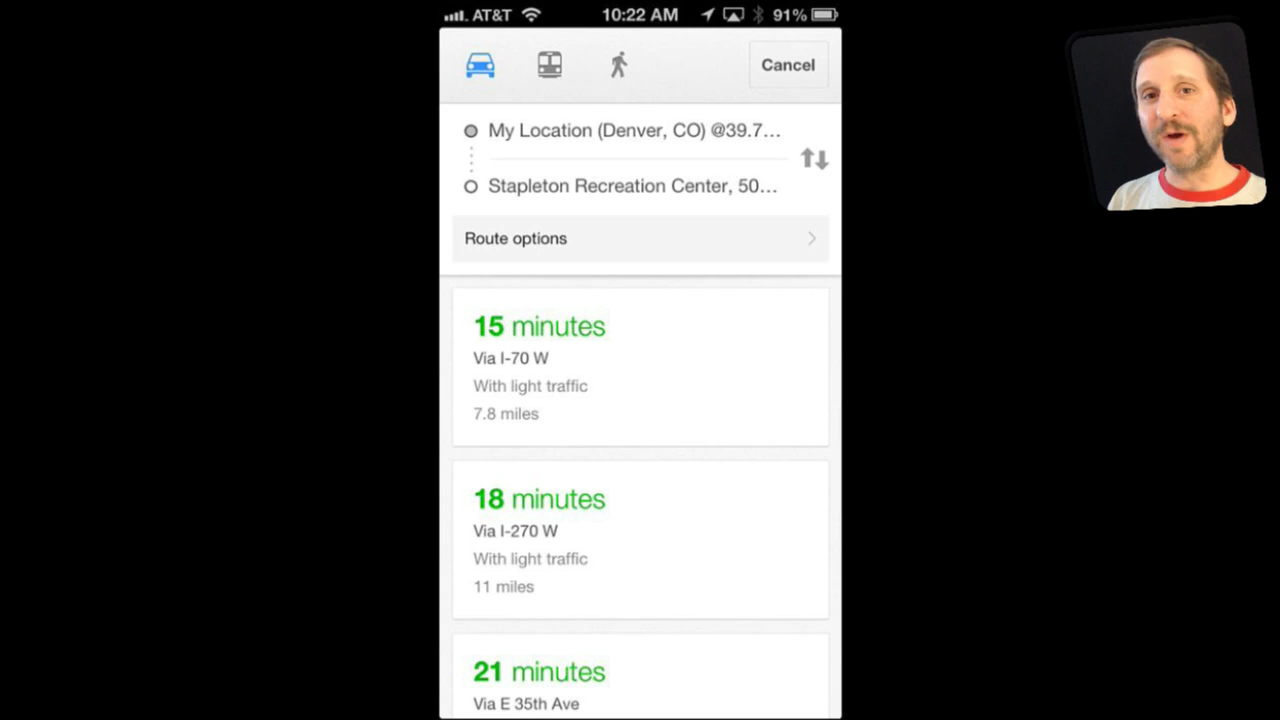 AT&T 10:22 AM 91%
Cancel
My Location (Denver, CO) @39.7...
Stapleton Recreation Center, 50...
Route options
15 minutes
Via I-70 W
With light traffic
7.8 miles
18 minutes
Via I-270 W
With light traffic
11 miles
21 minutes
Via E 35th Ave